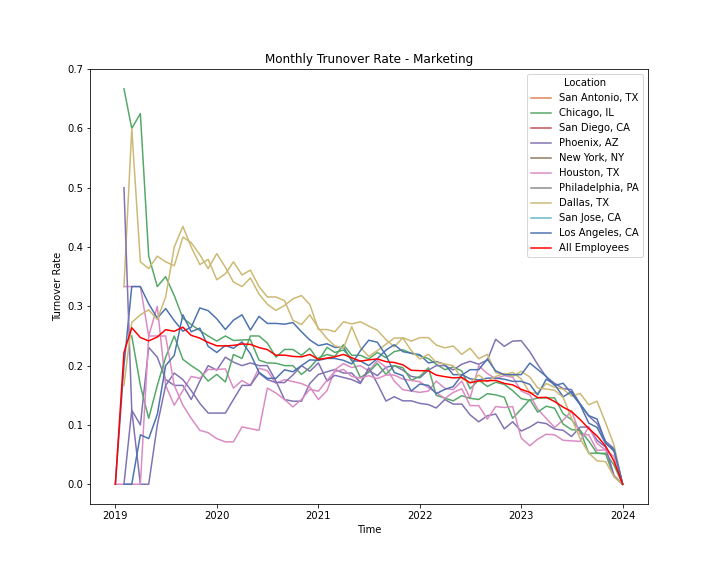 Monthly Trunover Rate - Marketing
0.7
0.6
0.5
0.4
0.3
0.2
0.1
0.0
Turnover Rate
Location
San Antonio, TX
Chicago, IL
San Diego, CA
Phoenix, AZ
New York, NY
Houston, TX
Philadelphia, PA
Dallas, TX
San Jose, CA
Los Angeles, CA
All Employees
2019
2020
2021
2022
2023
2024
Time